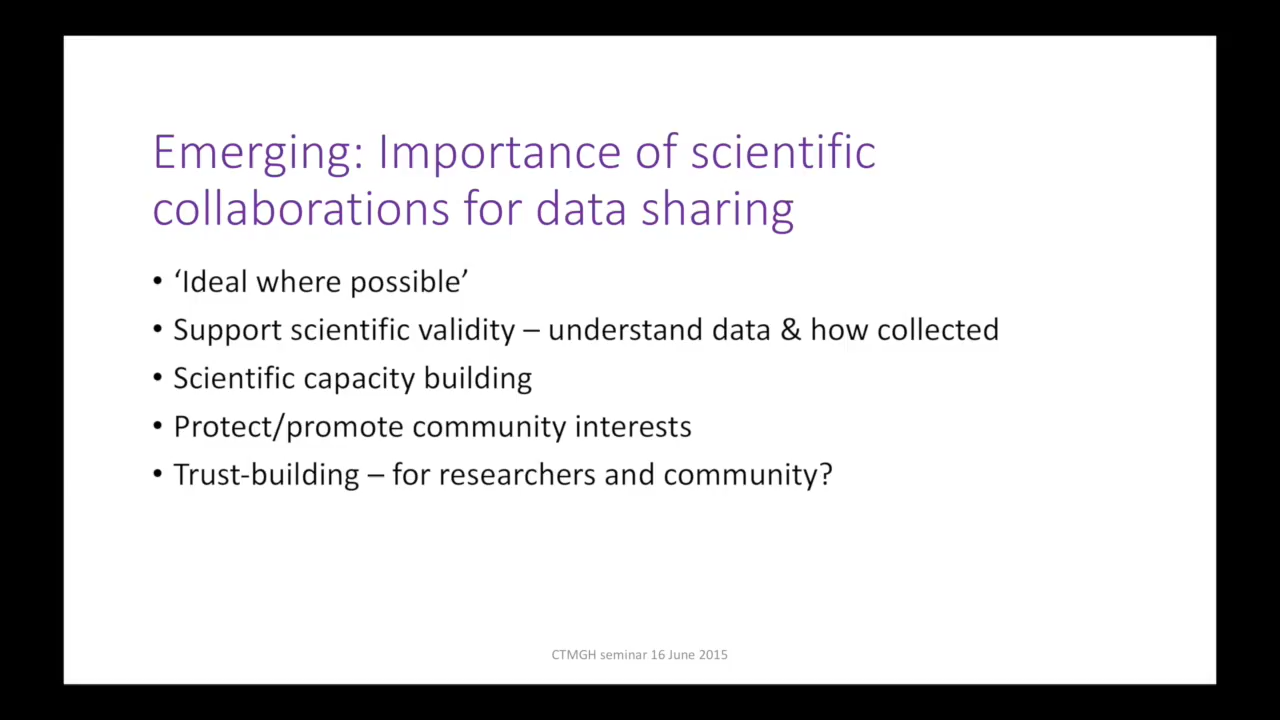 Emerging: Importance of scientific
collaborations for data sharing
• ‘Ideal where possible’
• Support scientific validity – understand data & how collected
• Scientific capacity building
• Protect/promote community interests
• Trust-building – for researchers and community?
CTMGH seminar 16 June 2015